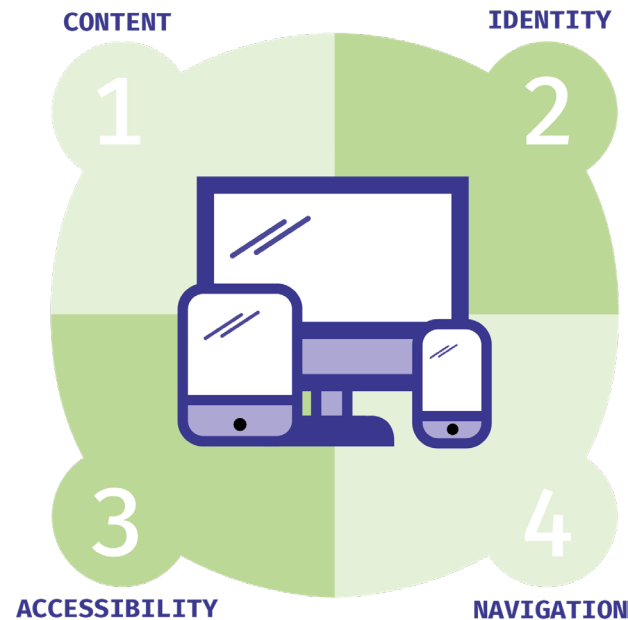 CONTENT
IDENTITY
1
2
3
4
ACCESSIBILITY
NAVIGATION